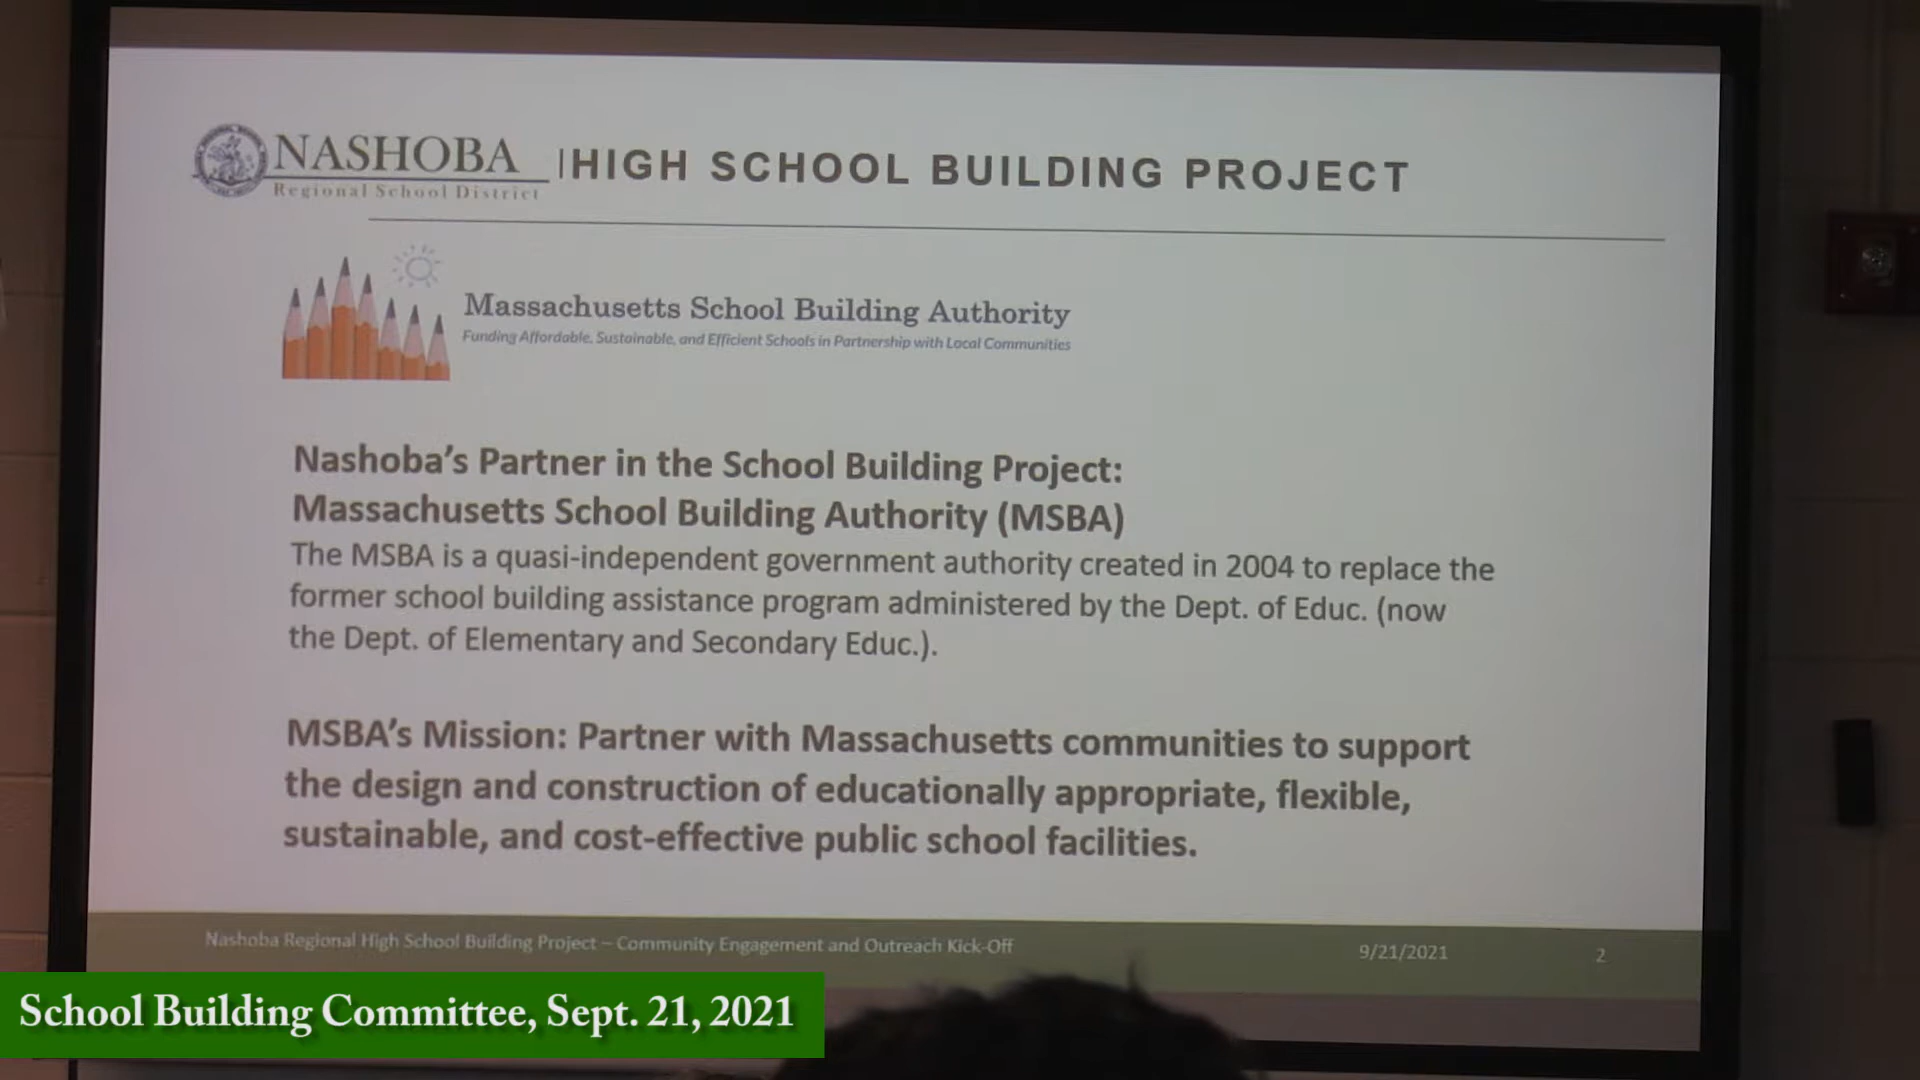 NASHOBA
Regional School District
HIGH SCHOOL BUILDING PROJECT
Massachusetts School Building Authority
Funding Affordable, Sustainable, and Efficient Schools in Partnership with Local Communities
Nashoba’s Partner in the School Building Project:
Massachusetts School Building Authority (MSBA)
The MSBA is a quasi-independent government authority created in 2004 to replace the
former school building assistance program administered by the Dept. of Educ. (now
the Dept. of Elementary and Secondary Educ.).
MSBA’s Mission: Partner with Massachusetts communities to support
the design and construction of educationally appropriate, flexible,
sustainable, and cost-effective public school facilities.
Nashoba Regional High School Building Project – Community Engagement and Outreach Kick-Off
9/21/2021
2
School Building Committee, Sept. 21, 2021